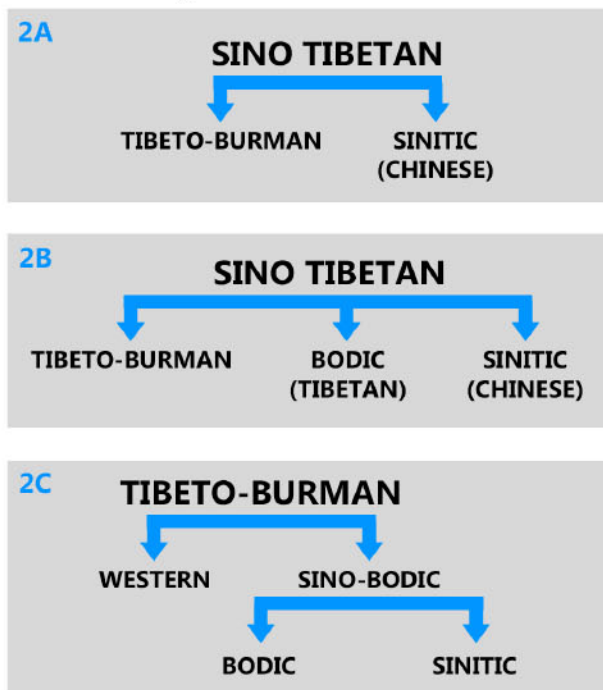 2A
SINO TIBETAN
TIBETO-BURMAN SINITIC
(CHINESE)
2B
SINO TIBETAN
TIBETO-BURMAN BODIC SINITIC
(TIBETAN) (CHINESE)
2C
TIBETO-BURMAN
WESTERN SINO-BODIC
BODIC SINITIC